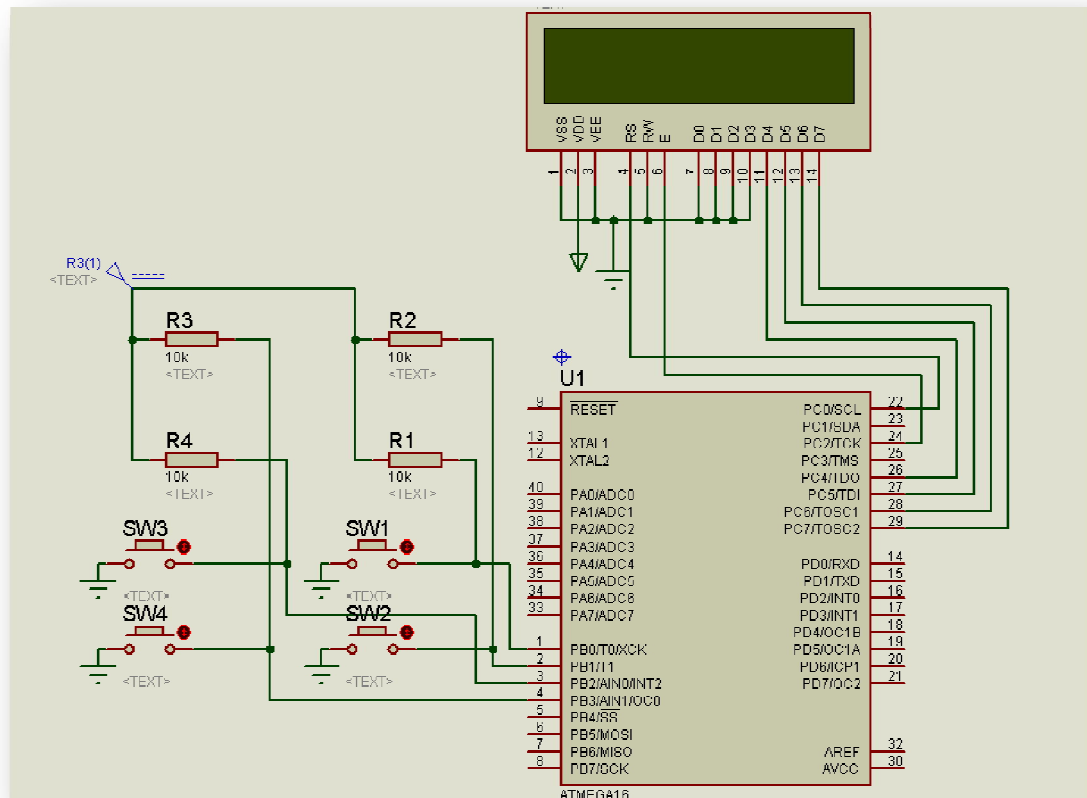 VSS VDD VEE RS RW E D0 D1 D2 D3 D4 D5 D6 D7
1 2 3 4 5 6 7 8 9 10 11 12 13 14
R3(1)
<TEXT>
R3
10k
<TEXT>
R2
10k
<TEXT>
R4
10k
<TEXT>
R1
10k
<TEXT>
SW3
<TEXT>
SW1
<TEXT>
SW4
<TEXT>
SW2
<TEXT>
U1
9 RESET
13 XTAL1
12 XTAL2
40 PA0/ADC0
39 PA1/ADC1
38 PA2/ADC2
37 PA3/ADC3
36 PA4/ADC4
35 PA5/ADC5
34 PA6/ADC6
33 PA7/ADC7
1 PB0/T0/XCK
2 PB1/T1
3 PB2/AIN0/INT2
4 PB3/AIN1/OC0
5 PB4/SS
6 PB5/MOSI
7 PB6/MISO
8 PB7/SCK
PC0/SCL 22
PC1/SDA 23
PC2/TCK 24
PC3/TMS 25
PC4/TDO 26
PC5/TDI 27
PC6/TOSC1 28
PC7/TOSC2 29
PD0/RXD 14
PD1/TXD 15
PD2/INT0 16
PD3/INT1 17
PD4/OC1B 18
PD5/OC1A 19
PD6/ICP1 20
PD7/OC2 21
AREF 32
AVCC 30
ATMEGA16